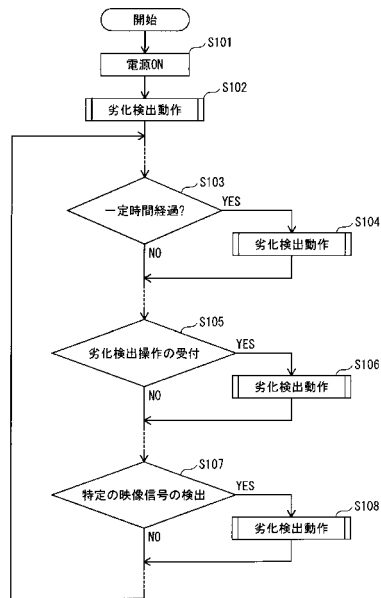 開始
S101
電源ON
S102
劣化検出動作
S103
一定時間経過?
YES
S104
劣化検出動作
NO
S105
劣化検出操作の受付
YES
S106
劣化検出動作
NO
S107
特定の映像信号の検出
YES
S108
劣化検出動作
NO